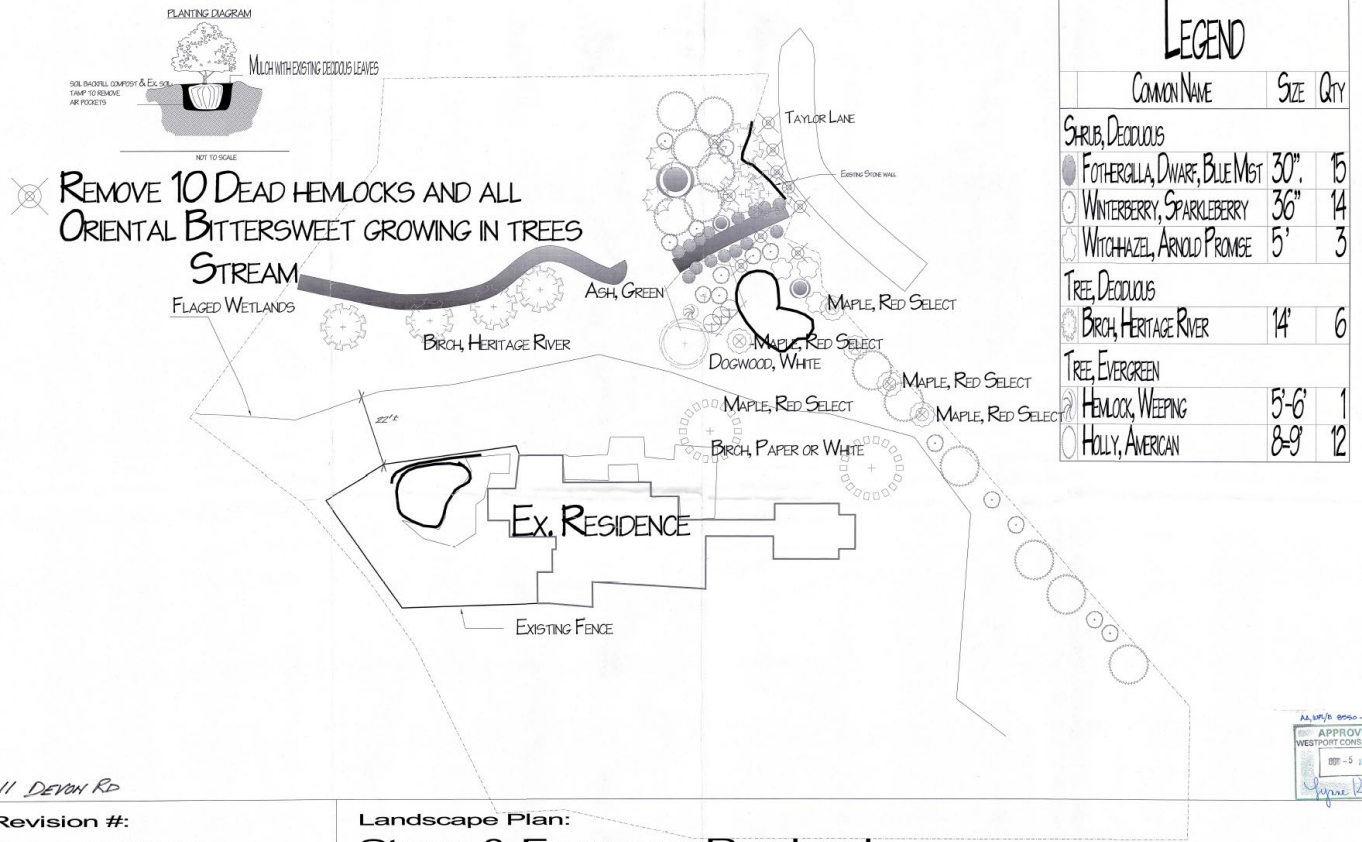 PLANTING DIAGRAM
MULCH WITH EXISTING DECIDOUS LEAVES
SOIL BACKFILL COMPOST & EX. SOIL
TAMP TO REMOVE
AIR POCKETS
NOT TO SCALE
REMOVE 10 DEAD HEMLOCKS AND ALL
ORIENTAL BITTERSWEET GROWING IN TREES
STREAM
FLAGED WETLANDS
BIRCH, HERITAGE RIVER
ASH, GREEN
TAYLOR LANE
EXISTING STONE WALL
MAPLE, RED SELECT
MAPLE, RED SELECT
DOGWOOD, WHITE
MAPLE, RED SELECT
MAPLE, RED SELECT
MAPLE, RED SELECT
BIRCH, PAPER OR WHITE
22'±
EX. RESIDENCE
EXISTING FENCE
LEGEND
COMMON NAME SIZE QTY
SHRUB, DECIDUOUS
FOTHERGILLA, DWARF, BLUE MIST 30". 15
WINTERBERRY, SPARKLEBERRY 36" 14
WITCHHAZEL, ARNOLD PROMISE 5' 3
TREE, DECIDUOUS
BIRCH, HERITAGE RIVER 14' 6
TREE, EVERGREEN
HEMLOCK, WEEPING 5'-6' 1
HOLLY, AMERICAN 8=9' 12
APPROV
WESTPORT CONS
11 DEVON RD
Revision #:
Landscape Plan: